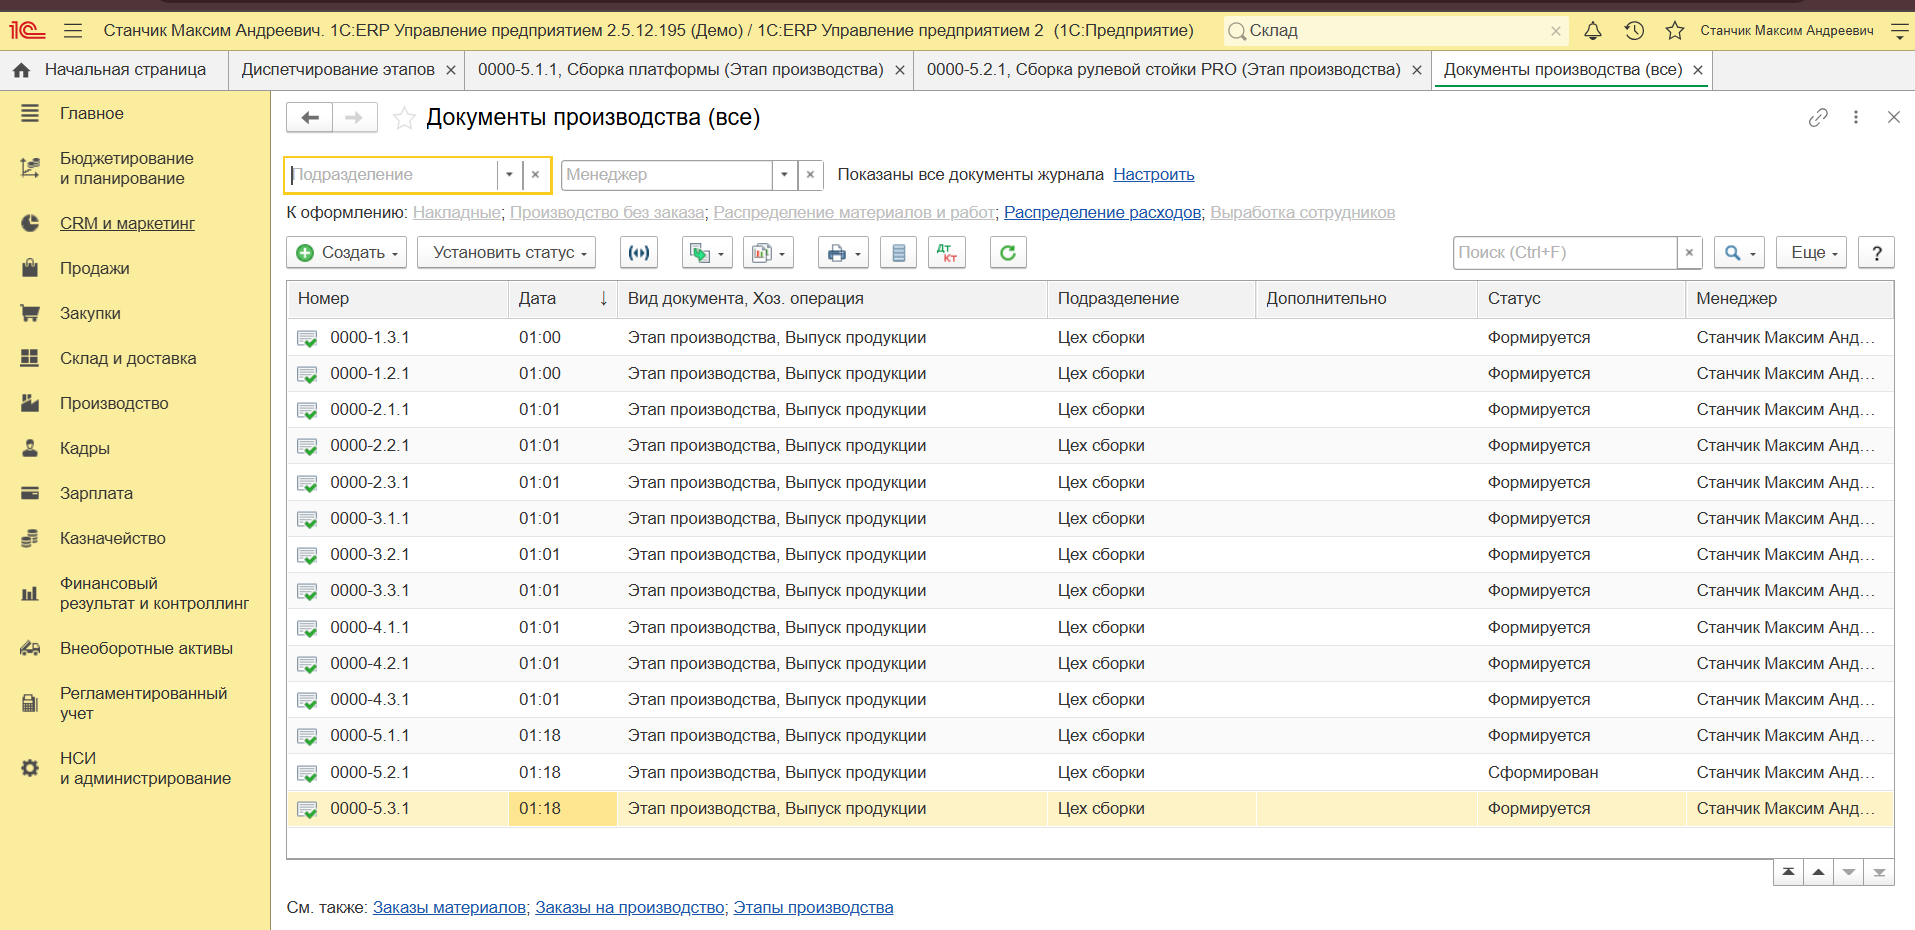 1С Станчик Максим Андреевич. 1С:ERP Управление предприятием 2.5.12.195 (Демо) / 1С:ERP Управление предприятием 2 (1С:Предприятие) Склад Станчик Максим Андреевич
Начальная страница Диспетчирование этапов 0000-5.1.1, Сборка платформы (Этап производства) 0000-5.2.1, Сборка рулевой стойки PRO (Этап производства) Документы производства (все)
Главное
Бюджетирование
и планирование
CRM и маркетинг
Продажи
Закупки
Склад и доставка
Производство
Кадры
Зарплата
Казначейство
Финансовый
результат и контроллинг
Внеоборотные активы
Регламентированный
учет
НСИ
и администрирование
Документы производства (все)
Подразделение Менеджер Показаны все документы журнала Настроить
К оформлению: Накладные; Производство без заказа; Распределение материалов и работ; Распределение расходов; Выработка сотрудников
Создать Установить статус Дт Кт Поиск (Ctrl+F) Еще ?
Номер Дата ↓ Вид документа, Хоз. операция Подразделение Дополнительно Статус Менеджер
0000-1.3.1 01:00 Этап производства, Выпуск продукции Цех сборки Формируется Станчик Максим Анд...
0000-1.2.1 01:00 Этап производства, Выпуск продукции Цех сборки Формируется Станчик Максим Анд...
0000-2.1.1 01:01 Этап производства, Выпуск продукции Цех сборки Формируется Станчик Максим Анд...
0000-2.2.1 01:01 Этап производства, Выпуск продукции Цех сборки Формируется Станчик Максим Анд...
0000-2.3.1 01:01 Этап производства, Выпуск продукции Цех сборки Формируется Станчик Максим Анд...
0000-3.1.1 01:01 Этап производства, Выпуск продукции Цех сборки Формируется Станчик Максим Анд...
0000-3.2.1 01:01 Этап производства, Выпуск продукции Цех сборки Формируется Станчик Максим Анд...
0000-3.3.1 01:01 Этап производства, Выпуск продукции Цех сборки Формируется Станчик Максим Анд...
0000-4.1.1 01:01 Этап производства, Выпуск продукции Цех сборки Формируется Станчик Максим Анд...
0000-4.2.1 01:01 Этап производства, Выпуск продукции Цех сборки Формируется Станчик Максим Анд...
0000-4.3.1 01:01 Этап производства, Выпуск продукции Цех сборки Формируется Станчик Максим Анд...
0000-5.1.1 01:18 Этап производства, Выпуск продукции Цех сборки Формируется Станчик Максим Анд...
0000-5.2.1 01:18 Этап производства, Выпуск продукции Цех сборки Сформирован Станчик Максим Анд...
0000-5.3.1 01:18 Этап производства, Выпуск продукции Цех сборки Формируется Станчик Максим Анд...
См. также: Заказы материалов; Заказы на производство; Этапы производства